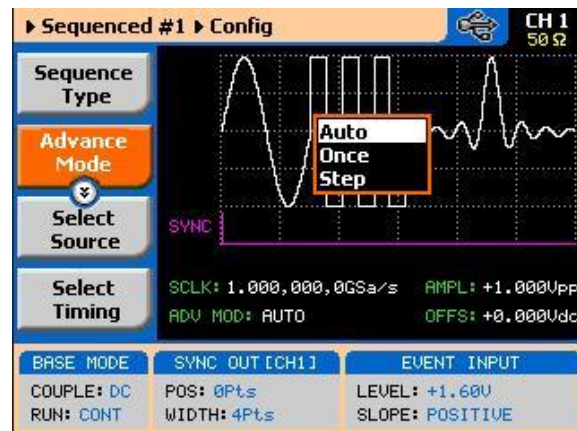 ▸ Sequenced #1 ▸ Config
CH 1
50 Ω
Sequence
Type
Advance
Mode
Select
Source
Select
Timing
Auto
Once
Step
SYNC
SCLK: 1.000,000,0GSa/s AMPL: +1.000Vpp
ADV MOD: AUTO OFFS: +0.000Vdc
BASE MODE
COUPLE: DC
RUN: CONT
SYNC OUT [CH1]
POS: 0Pts
WIDTH: 4Pts
EVENT INPUT
LEVEL: +1.60V
SLOPE: POSITIVE